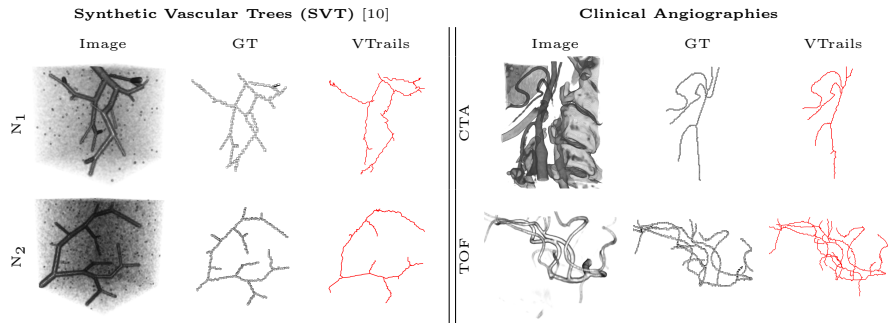 Synthetic Vascular Trees (SVT) [10]
Clinical Angiographies
Image GT VTrails
Image GT VTrails
N1
CTA
N2
TOF